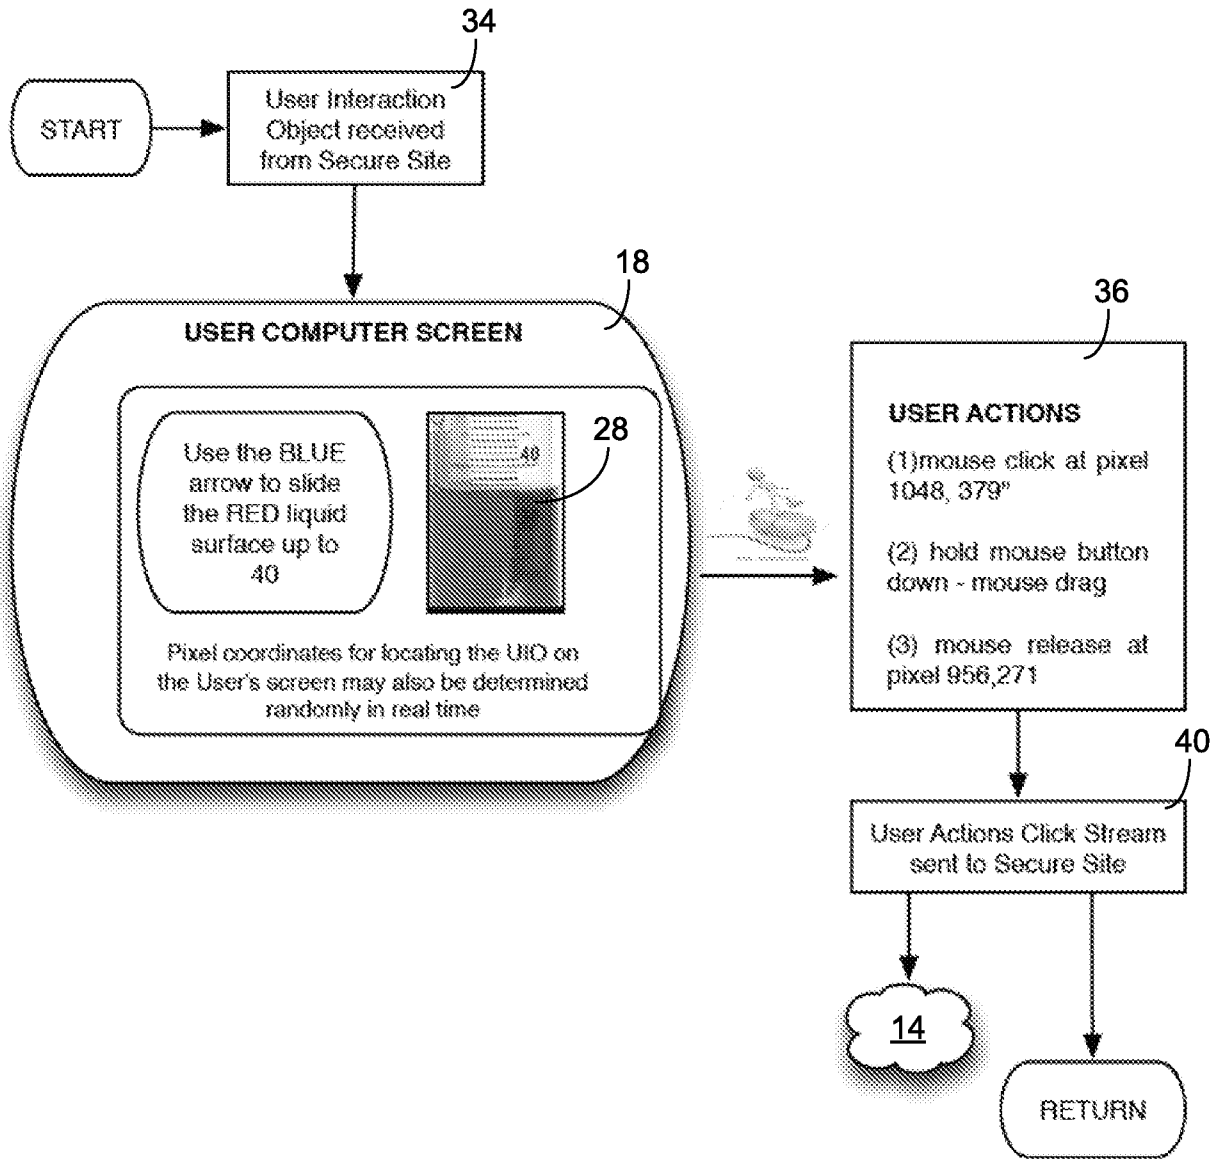 34
START
User Interaction
Object received
from Secure Site
18
USER COMPUTER SCREEN
Use the BLUE
arrow to slide
the RED liquid
surface up to
40
40
28
Pixel coordinates for locating the UIO on
the User's screen may also be determined
randomly in real time
36
USER ACTIONS
(1)mouse click at pixel
1048, 379"
(2) hold mouse button
down - mouse drag
(3) mouse release at
pixel 956,271
40
User Actions Click Stream
sent to Secure Site
14
RETURN